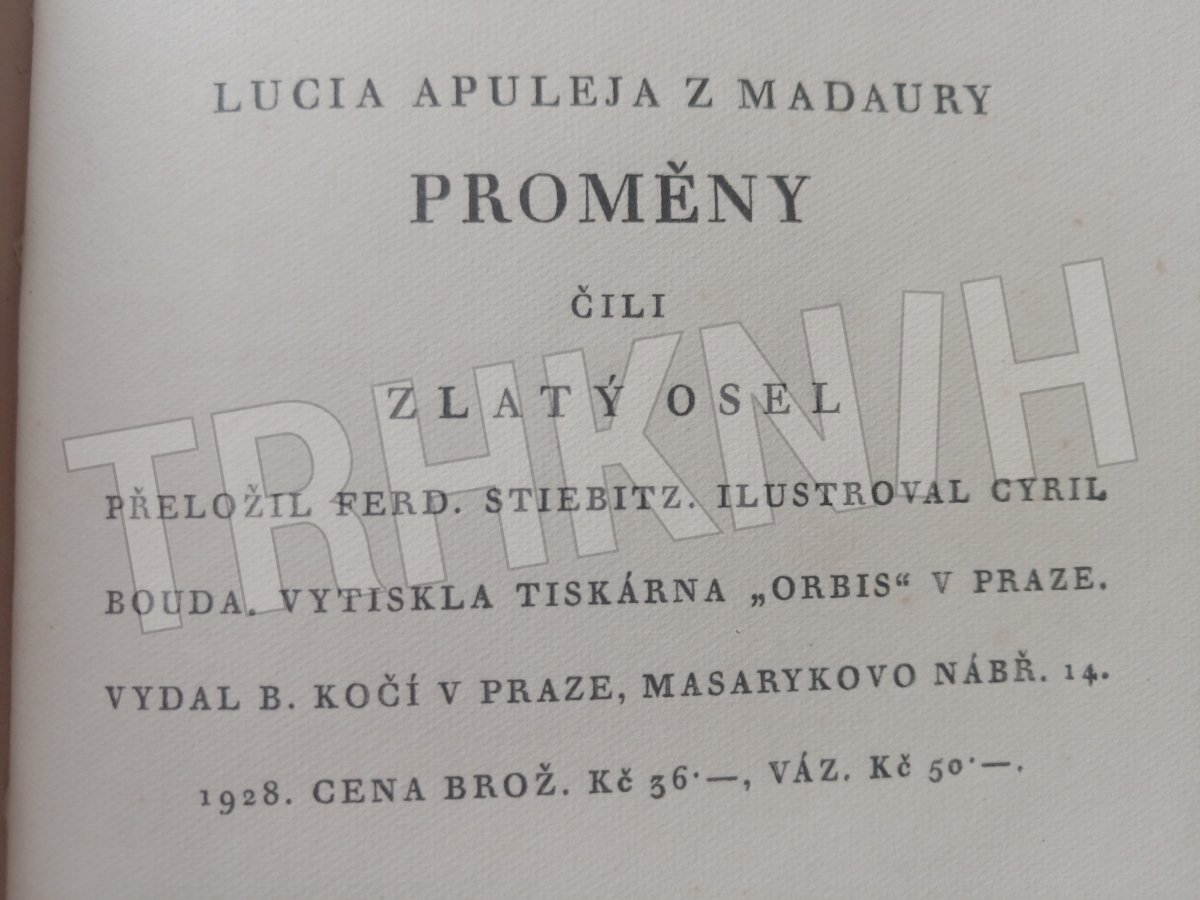 LUCIA APULEJA Z MADAURY
PROMĚNY
ČILI
ZLATÝ OSEL
PŘELOŽIL FERD. STIEBITZ. ILUSTROVAL CYRIL
BOUDA. VYTISKLA TISKÁRNA „ORBIS“ V PRAZE.
VYDAL B. KOČÍ V PRAZE, MASARYKOVO NÁBŘ. 14.
1928. CENA BROŽ. Kč 36·—, VÁZ. Kč 50·—.
TRHKN/H